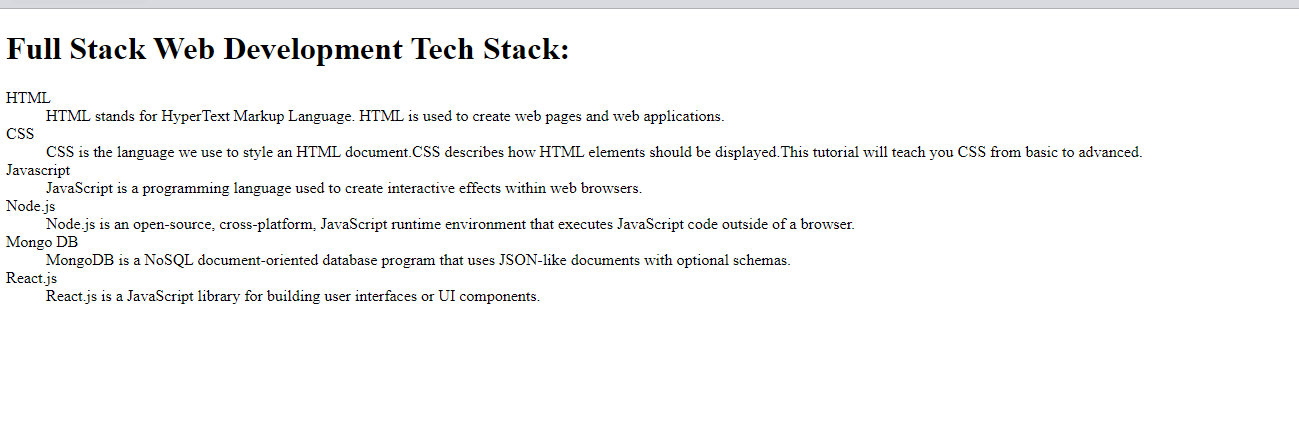 Full Stack Web Development Tech Stack:
HTML
HTML stands for HyperText Markup Language. HTML is used to create web pages and web applications.
CSS
CSS is the language we use to style an HTML document.CSS describes how HTML elements should be displayed.This tutorial will teach you CSS from basic to advanced.
Javascript
JavaScript is a programming language used to create interactive effects within web browsers.
Node.js
Node.js is an open-source, cross-platform, JavaScript runtime environment that executes JavaScript code outside of a browser.
Mongo DB
MongoDB is a NoSQL document-oriented database program that uses JSON-like documents with optional schemas.
React.js
React.js is a JavaScript library for building user interfaces or UI components.